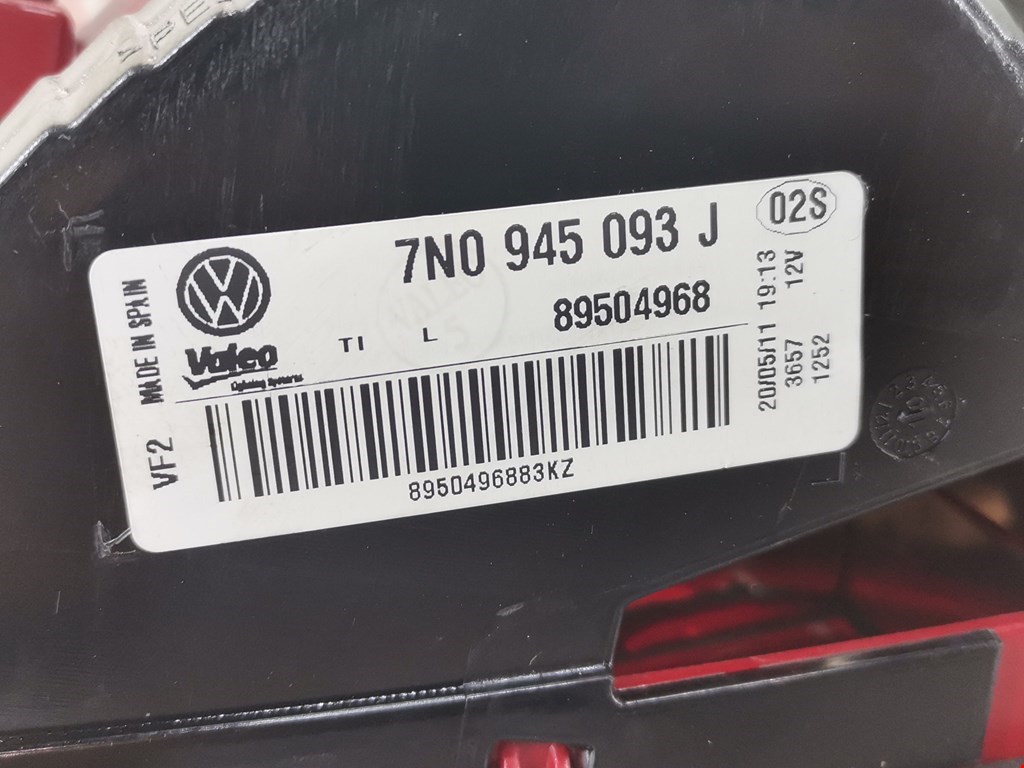 7N0 945 093 J
02S
MADE IN SPAIN
Valeo
TI L
89504968
VF2
8950496883KZ
20/05/11 19:13
3657 12V
1252